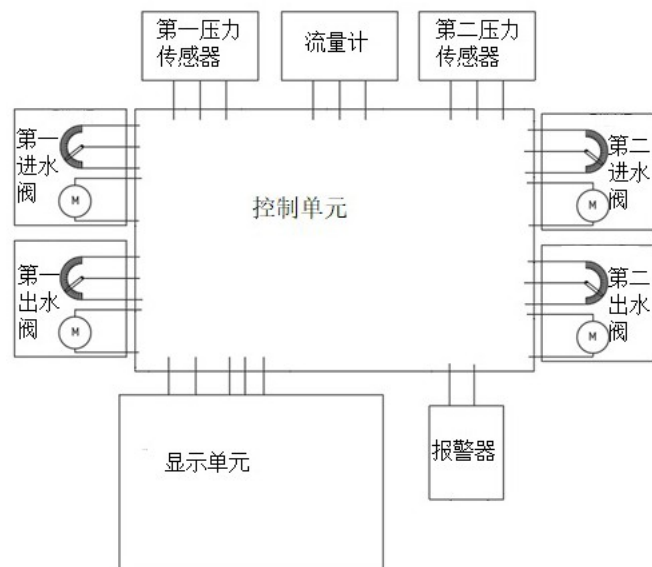 第一压力
传感器
流量计
第二压力
传感器
第一
进水
阀
M
控制单元
第二
进水
阀
M
第一
出水
阀
M
第二
出水
阀
M
显示单元
报警器